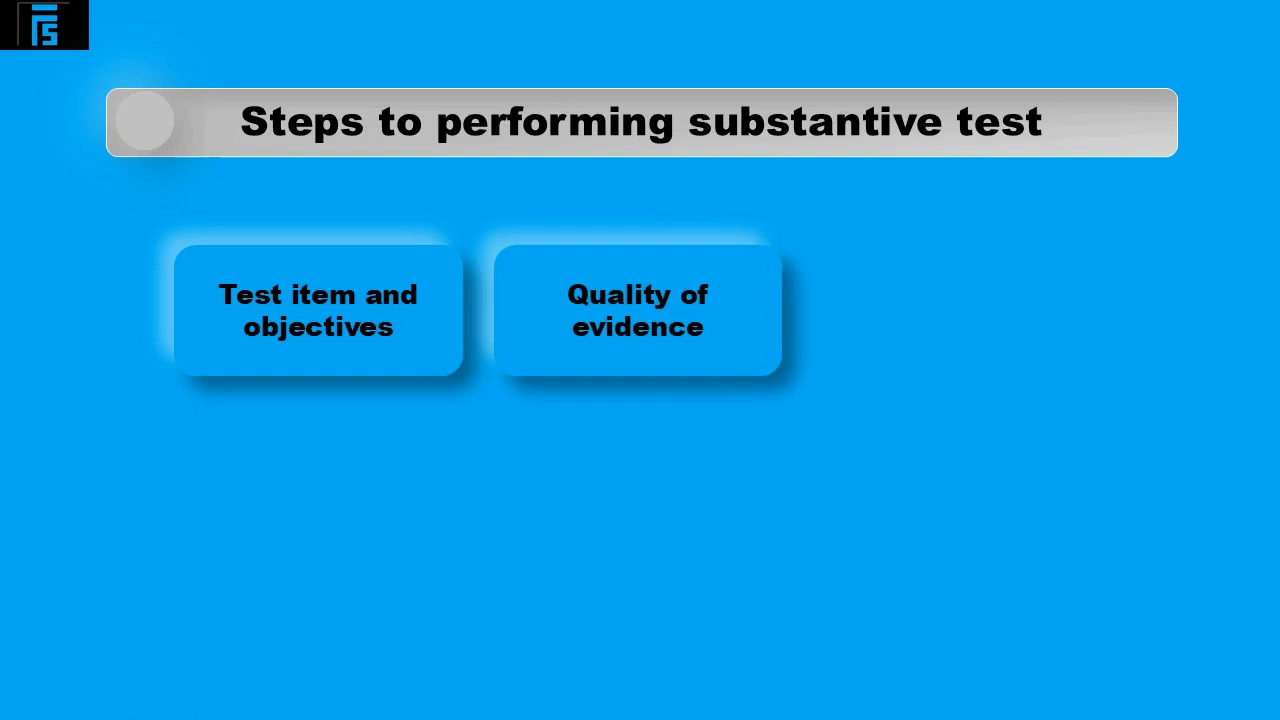 Steps to performing substantive test
Test item and
objectives
Quality of
evidence